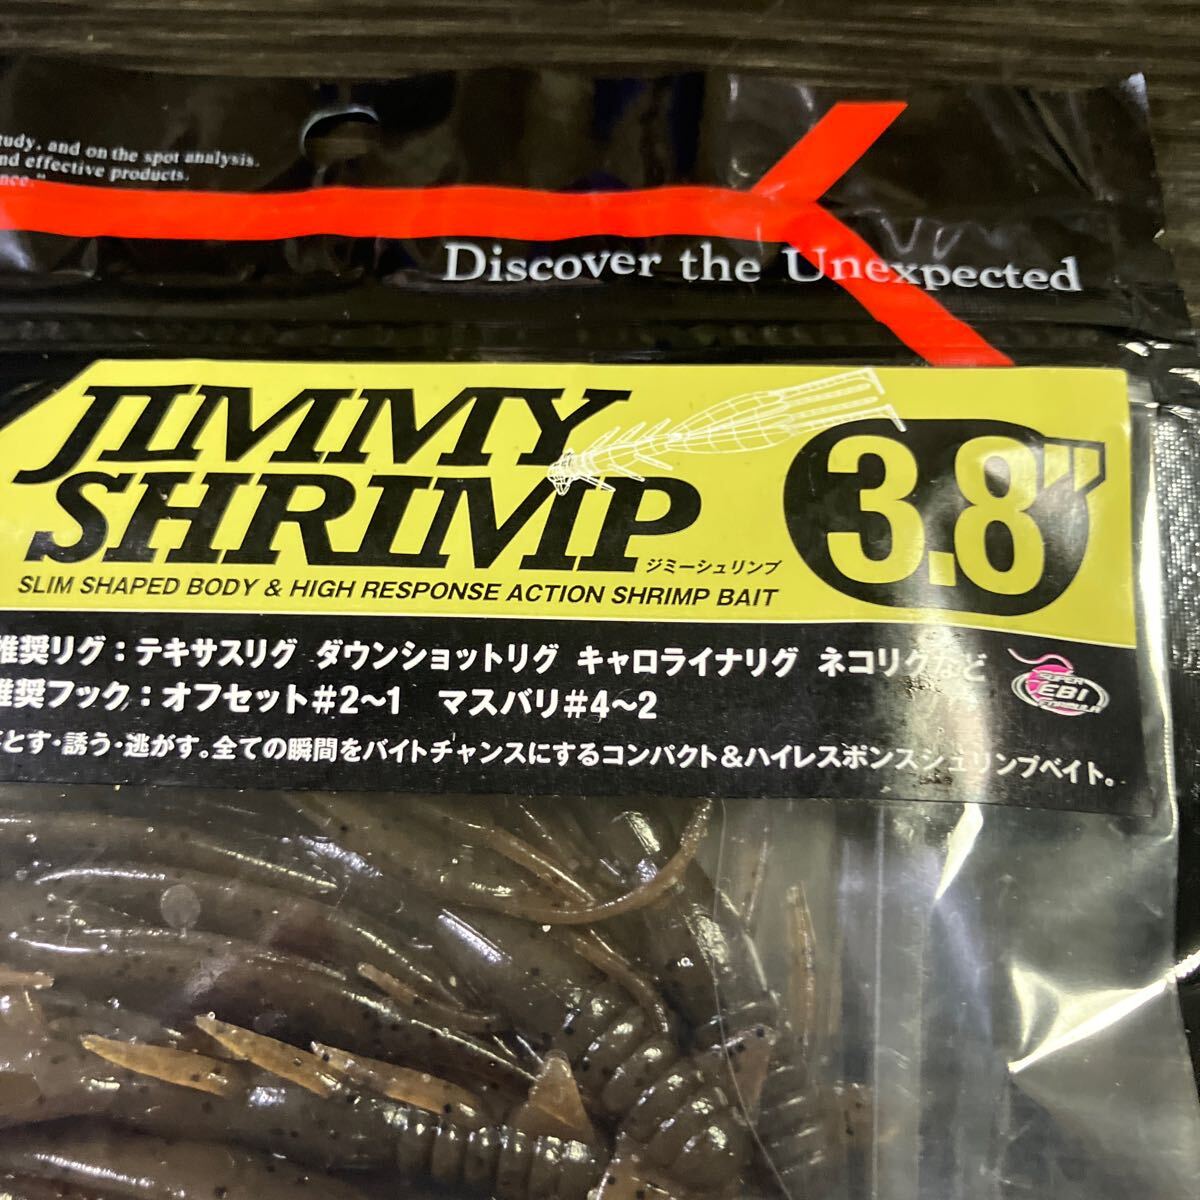 tudy, and on the spot analysis.
nd effective products.
nce."
Discover the Unexpected
JIMMY
SHRIMP
ジミーシュリンプ
3.8"
SLIM SHAPED BODY & HIGH RESPONSE ACTION SHRIMP BAIT
推奨リグ：テキサスリグ ダウンショットリグ キャロライナリグ ネコリグなど
推奨フック：オフセット#2～1 マスバリ#4～2
とす・誘う・逃がす。全ての瞬間をバイトチャンスにするコンパクト＆ハイレスポンスシュリンプベイト。
SUPER
EBI
FORMULA